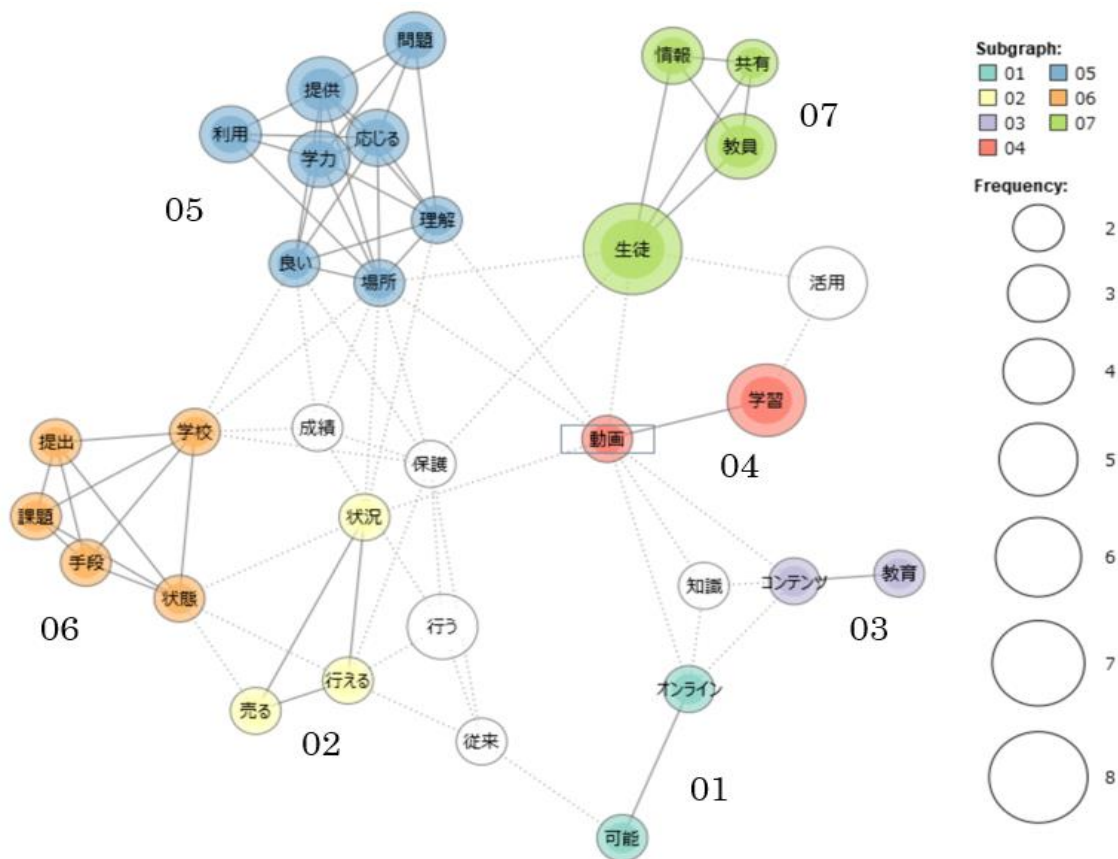 問題
情報
共有
提供
07
利用
応じる
教員
学力
05
理解
生徒
良い
場所
活用
学習
学校
成績
動画
提出
保護
04
状況
課題
手段
知識
コンテンツ
教育
状態
06
行う
03
行える
オンライン
売る
02
従来
01
可能
Subgraph:
01 05
02 06
03 07
04
Frequency:
2
3
4
5
6
7
8